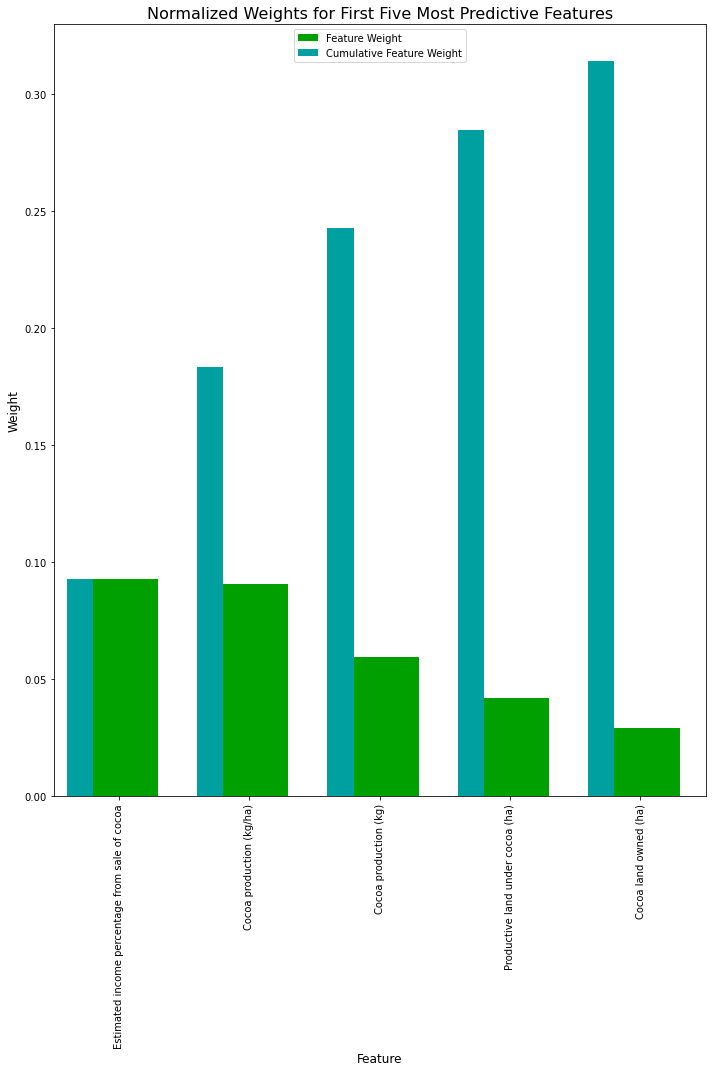 Normalized Weights for First Five Most Predictive Features
Feature Weight
Cumulative Feature Weight
0.30
0.25
0.20
0.15
0.10
0.05
0.00
Weight
Estimated income percentage from sale of cocoa
Cocoa production (kg/ha)
Cocoa production (kg)
Productive land under cocoa (ha)
Cocoa land owned (ha)
Feature